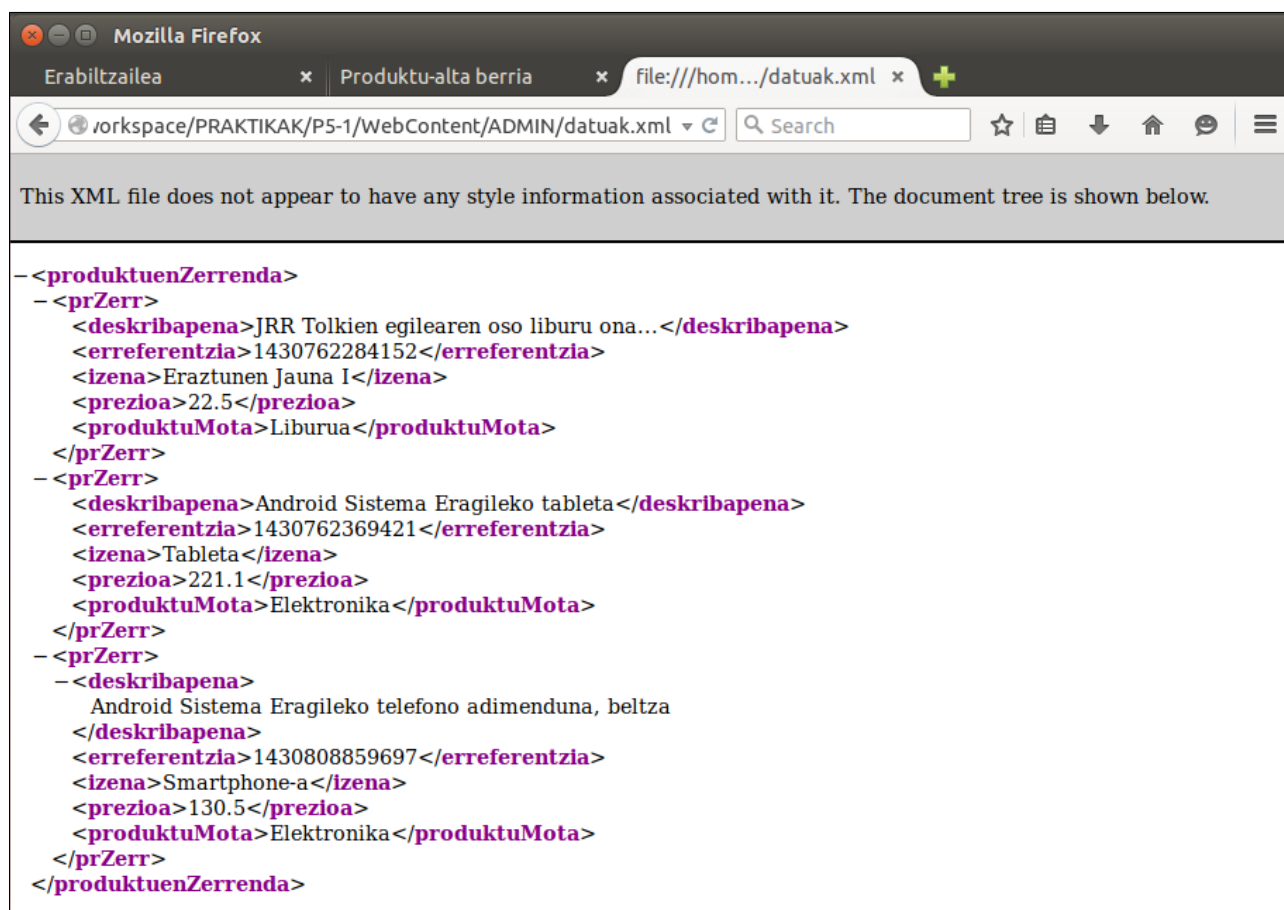 Mozilla Firefox
Erabiltzailea × Produktu-alta berria × file:///hom…/datuak.xml ×
vorkspace/PRAKTIKAK/P5-1/WebContent/ADMIN/datuak.xml Search
This XML file does not appear to have any style information associated with it. The document tree is shown below.
−<produktuenZerrenda>
−<prZerr>
<deskribapena>JRR Tolkien egilearen oso liburu ona...</deskribapena>
<erreferentzia>1430762284152</erreferentzia>
<izena>Eraztunen Jauna I</izena>
<prezioa>22.5</prezioa>
<produktuMota>Liburua</produktuMota>
</prZerr>
−<prZerr>
<deskribapena>Android Sistema Eragileko tableta</deskribapena>
<erreferentzia>1430762369421</erreferentzia>
<izena>Tableta</izena>
<prezioa>221.1</prezioa>
<produktuMota>Elektronika</produktuMota>
</prZerr>
−<prZerr>
−<deskribapena>
Android Sistema Eragileko telefono adimenduna, beltza
</deskribapena>
<erreferentzia>1430808859697</erreferentzia>
<izena>Smartphone-a</izena>
<prezioa>130.5</prezioa>
<produktuMota>Elektronika</produktuMota>
</prZerr>
</produktuenZerrenda>